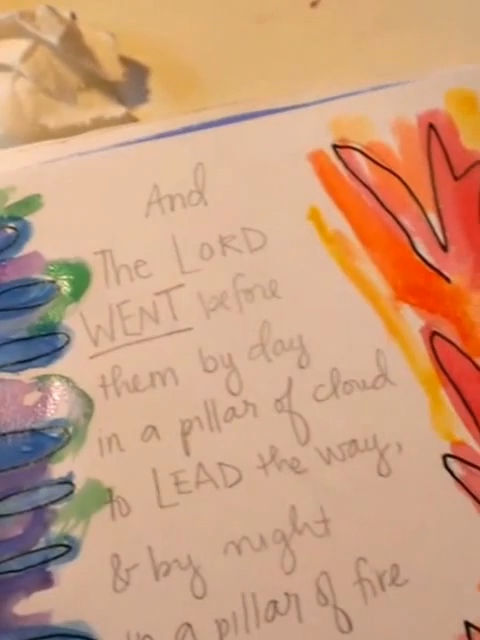 And
The LORD
WENT before
them by day
in a pillar of cloud
to LEAD the way,
& by night
in a pillar of fire